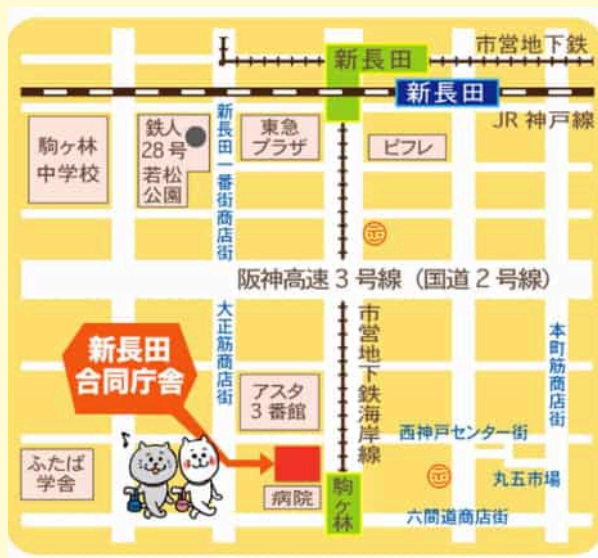 市営地下鉄
新長田
新長田
JR 神戸線
駒ヶ林
中学校
鉄人
28 号
若松
公園
新長田一番街商店街
東急
プラザ
ピフレ
阪神高速 3 号線（国道 2 号線）
新長田
合同庁舎
大正筋商店街
アスタ
3 番館
市営地下鉄海岸線
本町筋商店街
西神戸センター街
ふたば
学舎
病院
駒ヶ林
丸五市場
六間道商店街